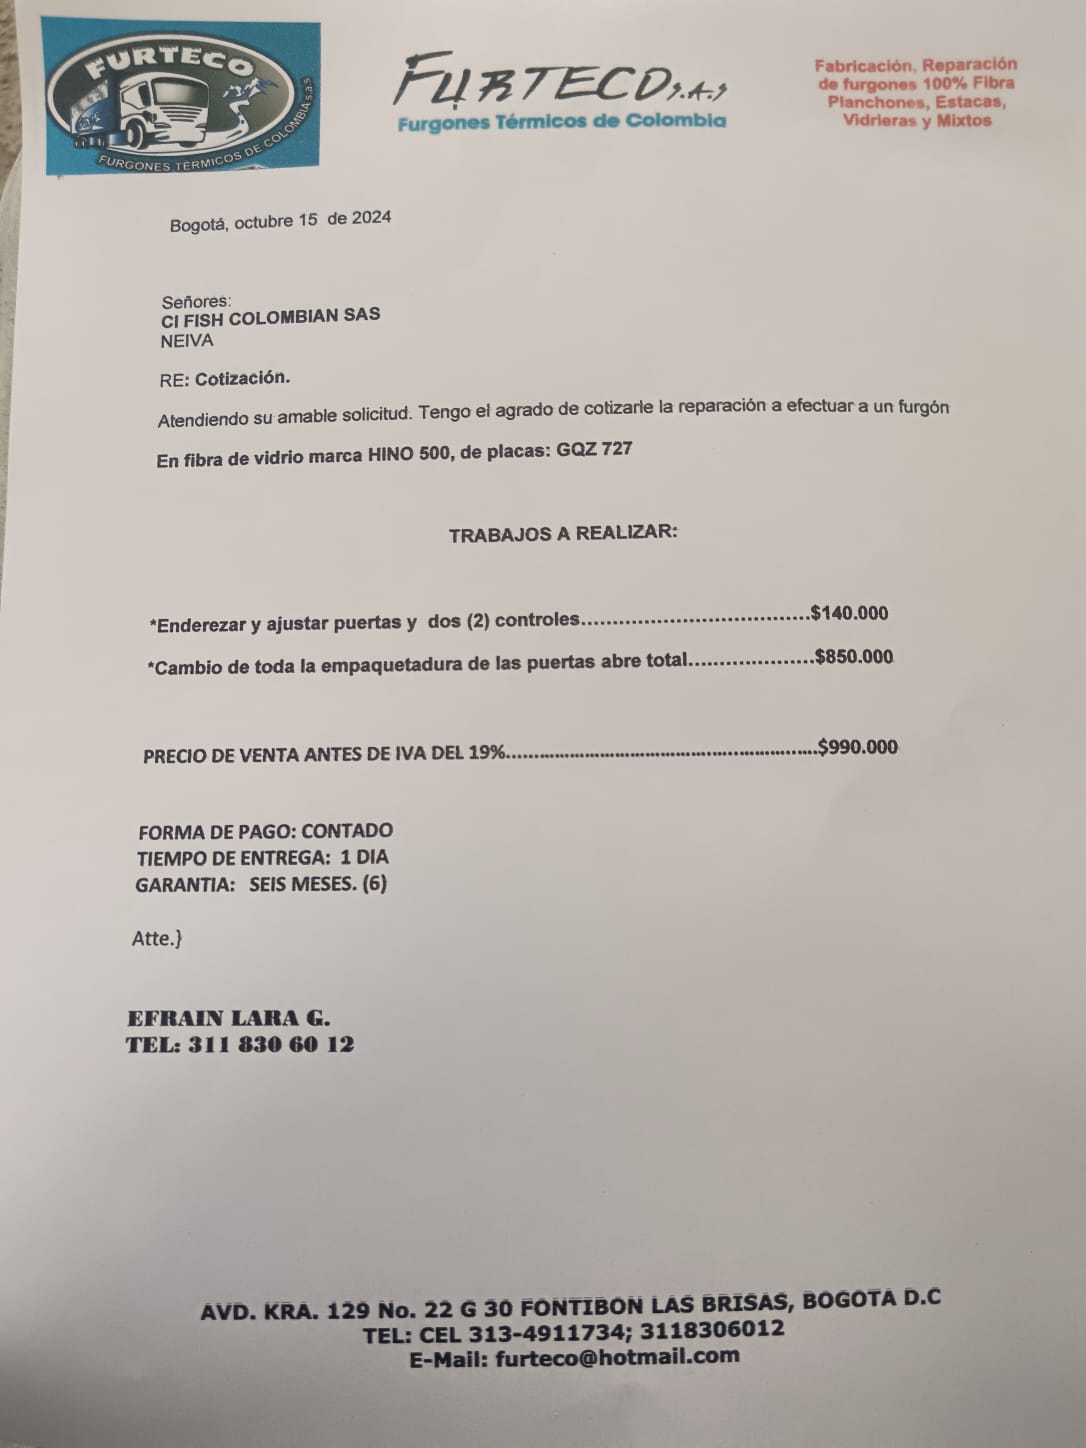 FURTECO
FURGONES TÉRMICOS DE COLOMBIA s.a.s
FURTECO S.A.S
Furgones Térmicos de Colombia
Fabricación, Reparación
de furgones 100% Fibra
Planchones, Estacas,
Vidrieras y Mixtos
Bogotá, octubre 15 de 2024
Señores:
CI FISH COLOMBIAN SAS
NEIVA
RE: Cotización.
Atendiendo su amable solicitud. Tengo el agrado de cotizarle la reparación a efectuar a un furgón
En fibra de vidrio marca HINO 500, de placas: GQZ 727
TRABAJOS A REALIZAR:
*Enderezar y ajustar puertas y dos (2) controles....................................$140.000
*Cambio de toda la empaquetadura de las puertas abre total....................$850.000
PRECIO DE VENTA ANTES DE IVA DEL 19%.............................................................$990.000
FORMA DE PAGO: CONTADO
TIEMPO DE ENTREGA: 1 DIA
GARANTIA: SEIS MESES. (6)
Atte.}
EFRAIN LARA G.
TEL: 311 830 60 12
AVD. KRA. 129 No. 22 G 30 FONTIBON LAS BRISAS, BOGOTA D.C
TEL: CEL 313-4911734; 3118306012
E-Mail: furteco@hotmail.com